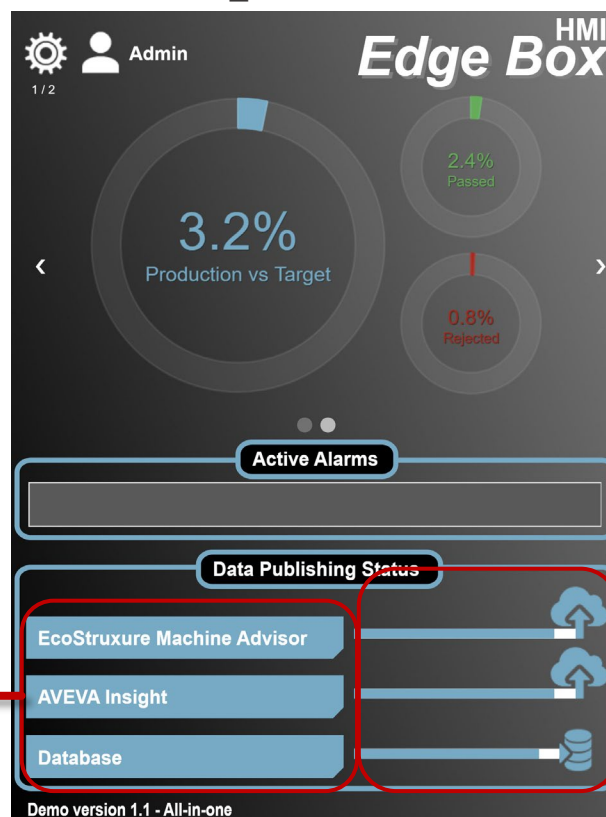 HMI
Admin
Edge Box
1 / 2
2.4%
Passed
3.2%
Production vs Target
‹
›
0.8%
Rejected
Active Alarms
Data Publishing Status
EcoStruxure Machine Advisor
AVEVA Insight
Database
Demo version 1.1 - All-in-one